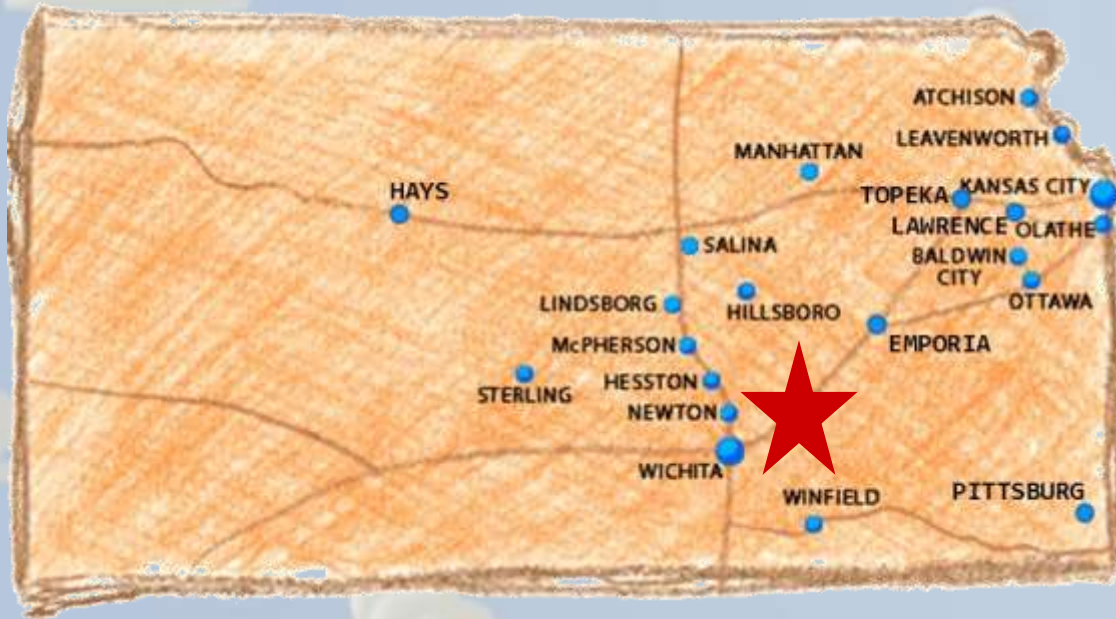 ATCHISON
LEAVENWORTH
MANHATTAN
KANSAS CITY
TOPEKA
HAYS
LAWRENCE
OLATHE
SALINA
BALDWIN
CITY
OTTAWA
LINDSBORG
HILLSBORO
McPHERSON
EMPORIA
HESSTON
STERLING
NEWTON
WICHITA
WINFIELD
PITTSBURG